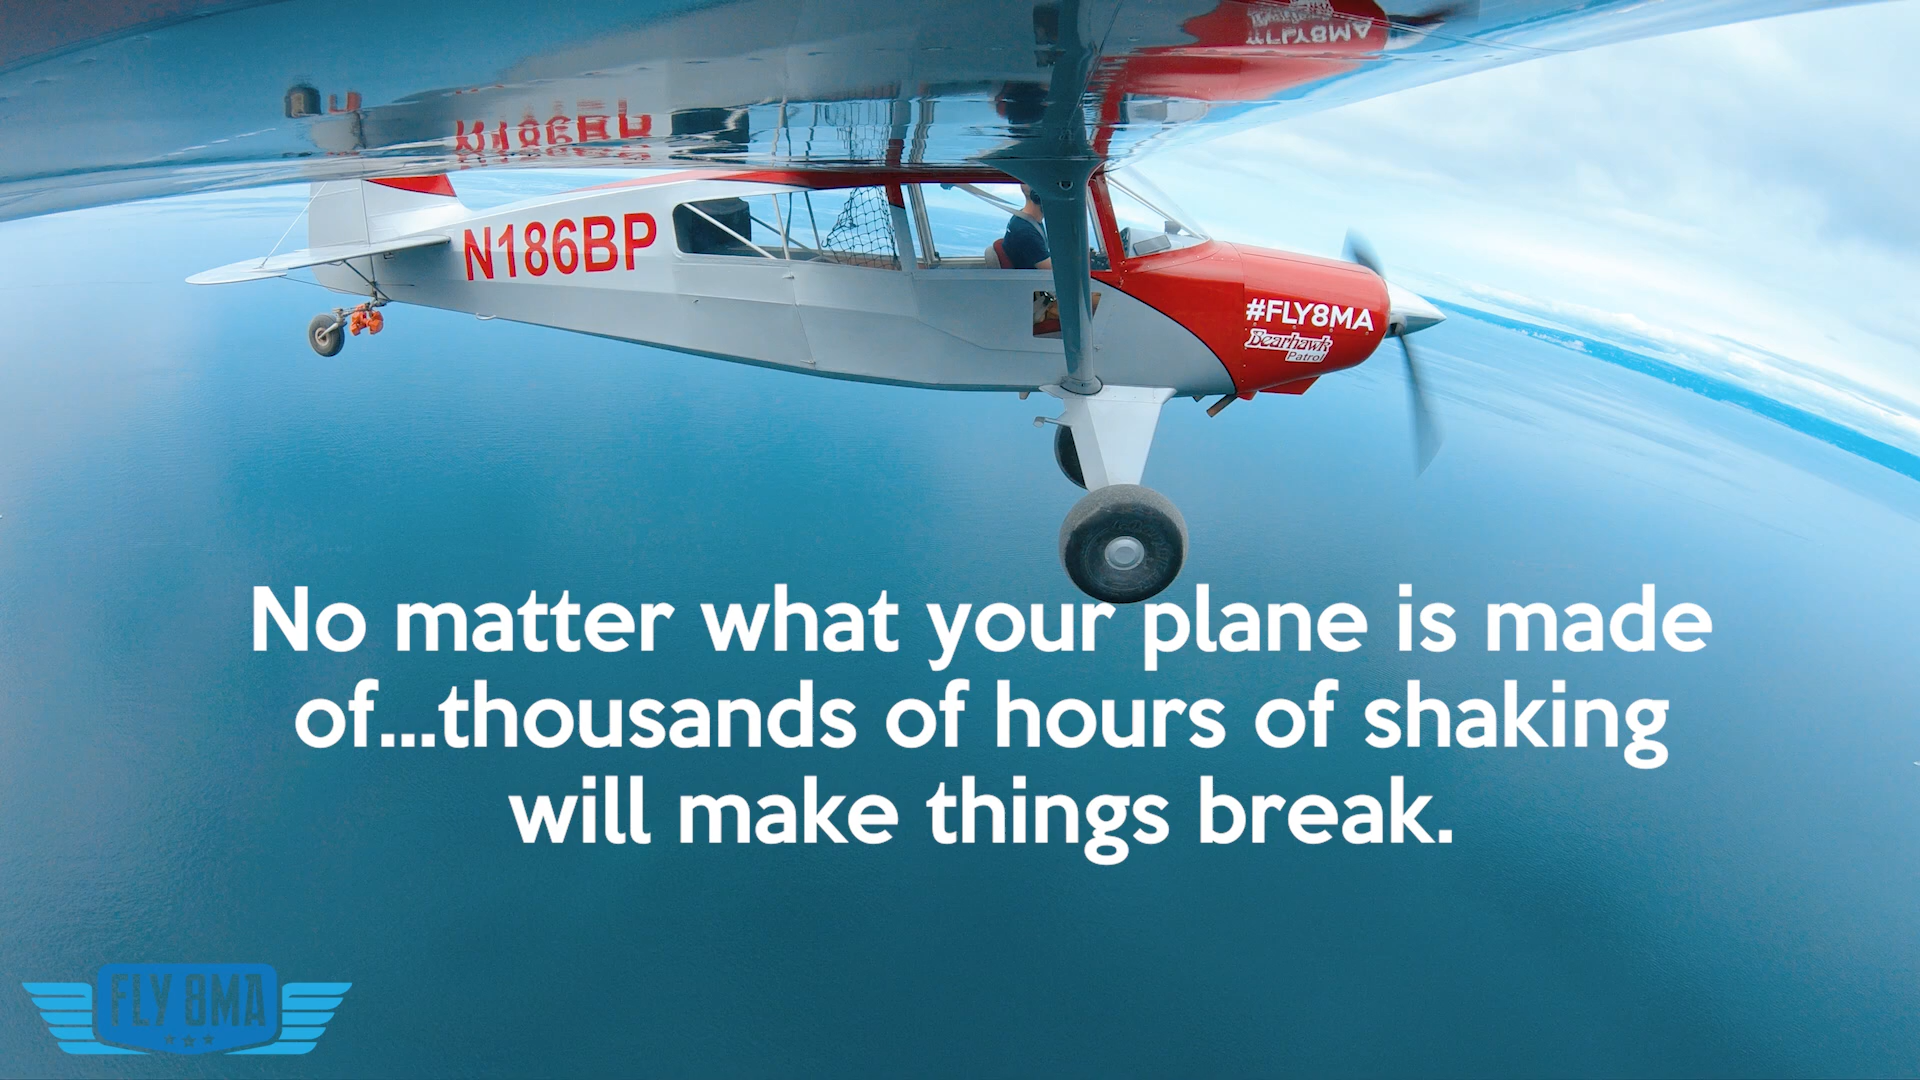 N186BP
#FLY8MA
Bearhawk
Patrol
No matter what your plane is made
of...thousands of hours of shaking
will make things break.
FLY 8MA